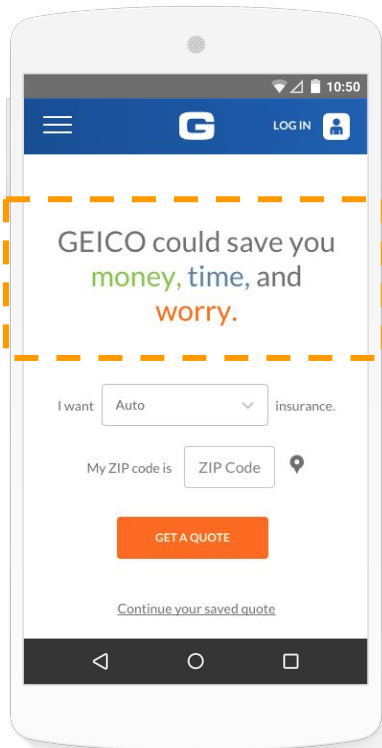 10:50
G LOG IN
GEICO could save you
money, time, and
worry.
I want Auto insurance.
My ZIP code is ZIP Code
GET A QUOTE
Continue your saved quote